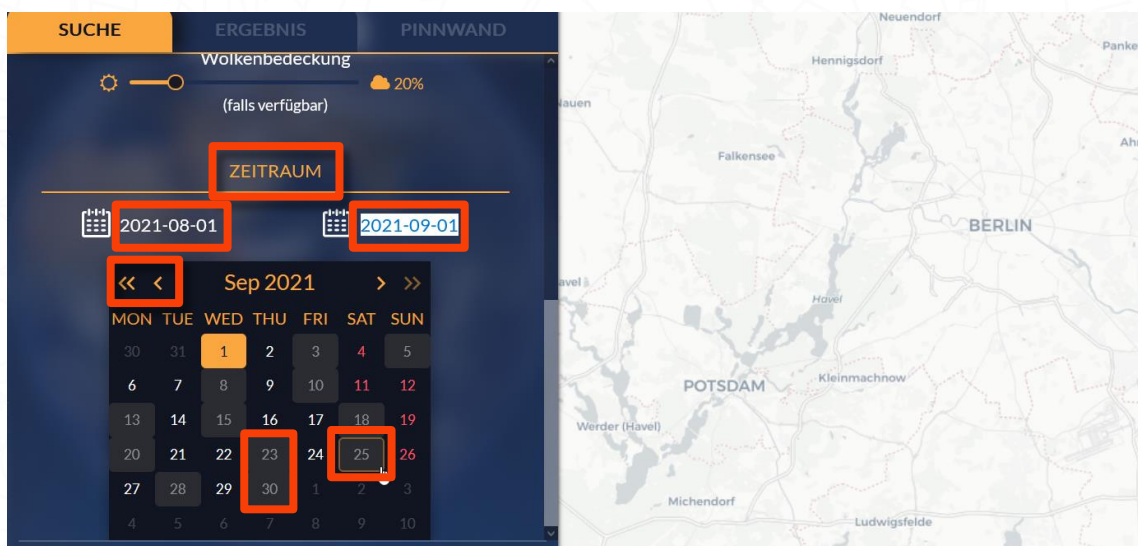 SUCHE ERGEBNIS PINNWAND
Wolkenbedeckung
20%
(falls verfügbar)
ZEITRAUM
2021-08-01 2021-09-01
« ‹ Sep 2021 › »
MON TUE WED THU FRI SAT SUN
30 31 1 2 3 4 5
6 7 8 9 10 11 12
13 14 15 16 17 18 19
20 21 22 23 24 25 26
27 28 29 30 1 2 3
4 5 6 7 8 9 10
Neuendorf
Panke
Hennigsdorf
Nauen
Ah
Falkensee
BERLIN
avel
Havel
POTSDAM
Kleinmachnow
Werder (Havel)
Michendorf
Ludwigsfelde